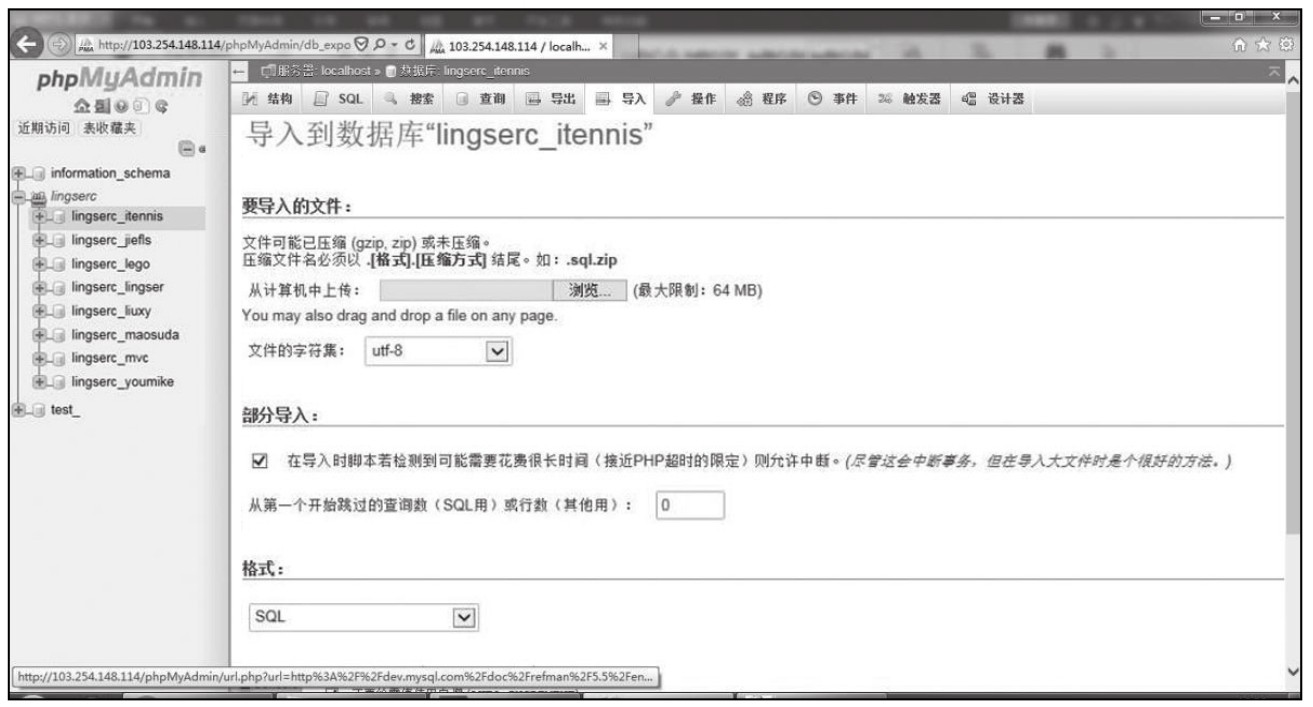 http://103.254.148.114/phpMyAdmin/db_expo
103.254.148.114 / localh...
phpMyAdmin
近期访问 表收藏夹
information_schema
lingserc
lingserc_itennis
lingserc_jiefls
lingserc_lego
lingserc_lingser
lingserc_liuxy
lingserc_maosuda
lingserc_mvc
lingserc_youmike
test_
服务器: localhost » 数据库: lingserc_itennis
结构 SQL 搜索 查询 导出 导入 操作 程序 事件 触发器 设计器
导入到数据库“lingserc_itennis”
要导入的文件：
文件可能已压缩 (gzip, zip) 或未压缩。
压缩文件名必须以 .[格式].[压缩方式] 结尾。如：.sql.zip
从计算机中上传： 浏览... (最大限制：64 MB)
You may also drag and drop a file on any page.
文件的字符集： utf-8
部分导入：
在导入时脚本若检测到可能需要花费很长时间（接近PHP超时的限定）则允许中断。(尽管这会中断事务，但在导入大文件时是个很好的方法。)
从第一个开始跳过的查询数（SQL用）或行数（其他用）： 0
格式：
SQL
http://103.254.148.114/phpMyAdmin/url.php?url=http%3A%2F%2Fdev.mysql.com%2Fdoc%2Frefman%2F5.5%2Fen...